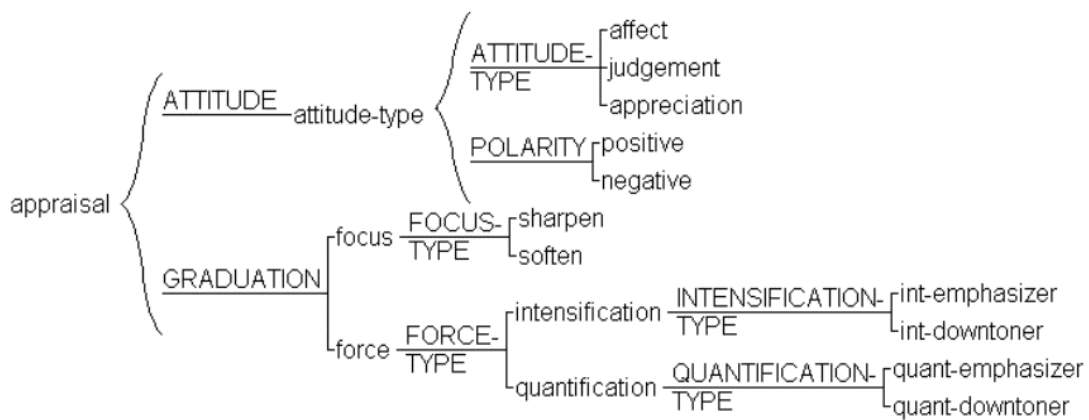 appraisal
ATTITUDE
attitude-type
ATTITUDE-
TYPE
affect
judgement
appreciation
POLARITY
positive
negative
GRADUATION
focus
FOCUS-
TYPE
sharpen
soften
force
FORCE-
TYPE
intensification
INTENSIFICATION-
TYPE
int-emphasizer
int-downtoner
quantification
QUANTIFICATION-
TYPE
quant-emphasizer
quant-downtoner